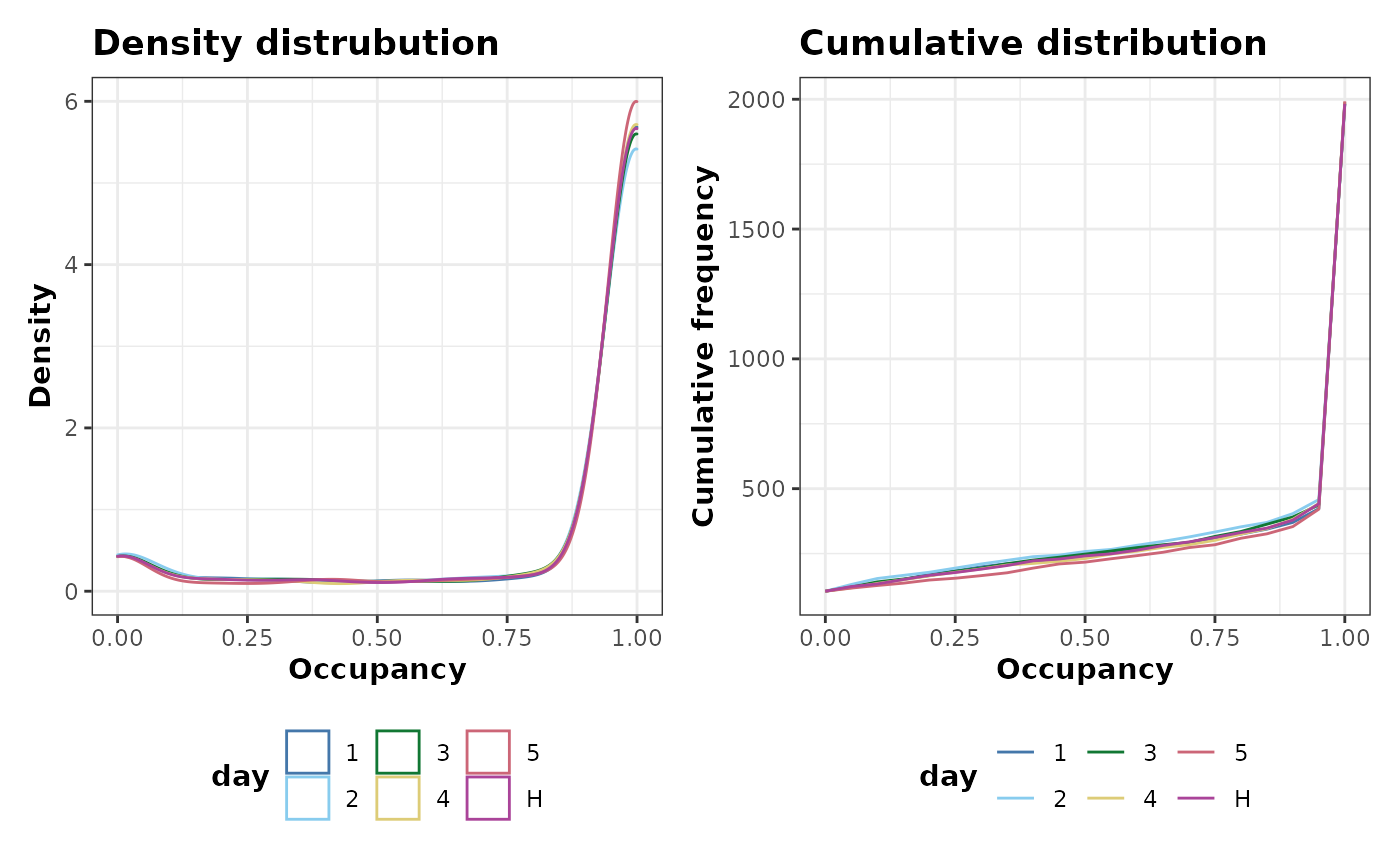 Density distrubution
Density
6
4
2
0
0.00 0.25 0.50 0.75 1.00
Occupancy
day
1 3 5
2 4 H
Cumulative distribution
Cumulative frequency
2000
1500
1000
500
0.00 0.25 0.50 0.75 1.00
Occupancy
day
1 3 5
2 4 H